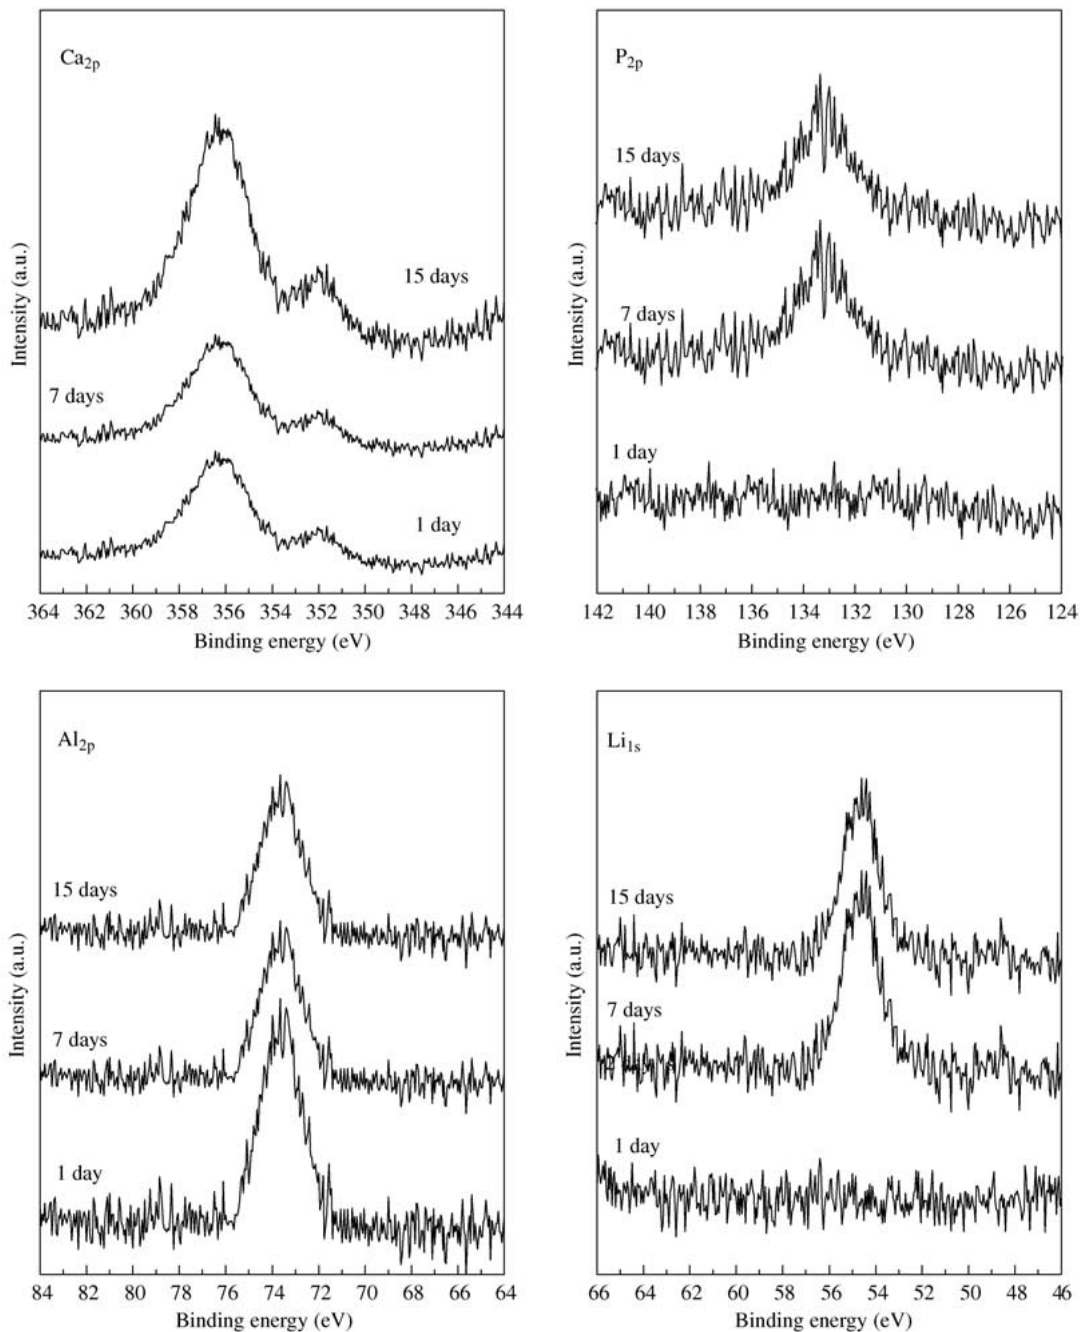 Ca2p
15 days
7 days
1 day
Intensity (a.u.)
364 362 360 358 356 354 352 350 348 346 344
Binding energy (eV)
P2p
15 days
7 days
1 day
Intensity (a.u.)
142 140 138 136 134 132 130 128 126 124
Binding energy (eV)
Al2p
15 days
7 days
1 day
Intensity (a.u.)
84 82 80 78 76 74 72 70 68 66 64
Binding energy (eV)
Li1s
15 days
7 days
1 day
Intensity (a.u.)
66 64 62 60 58 56 54 52 50 48 46
Binding energy (eV)